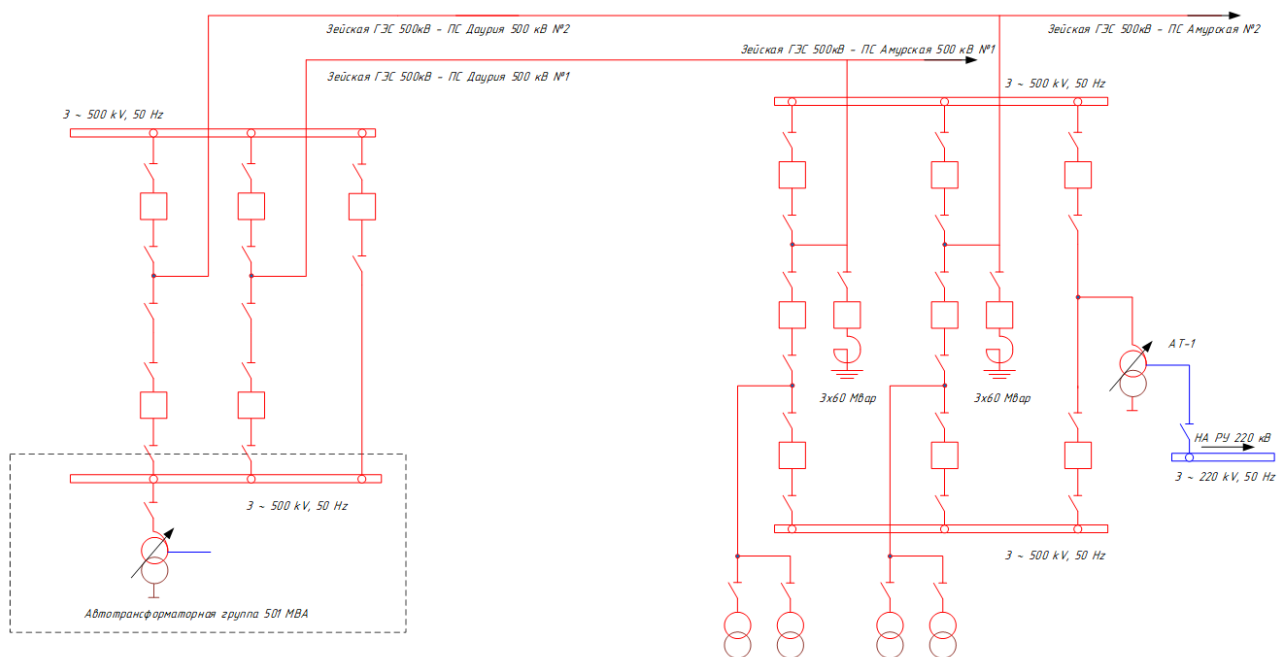 Зейская ГЭС 500кВ - ПС Даурия 500 кВ №2
Зейская ГЭС 500кВ - ПС Амурская №2
Зейская ГЭС 500кВ - ПС Амурская 500 кВ №1
Зейская ГЭС 500кВ - ПС Даурия 500 кВ №1
3 ~ 500 kV, 50 Hz
3 ~ 500 kV, 50 Hz
АТ-1
3х60 Мвар
3х60 Мвар
НА РУ 220 кВ
3 ~ 220 kV, 50 Hz
3 ~ 500 kV, 50 Hz
3 ~ 500 kV, 50 Hz
Автотрансформаторная группа 501 МВА